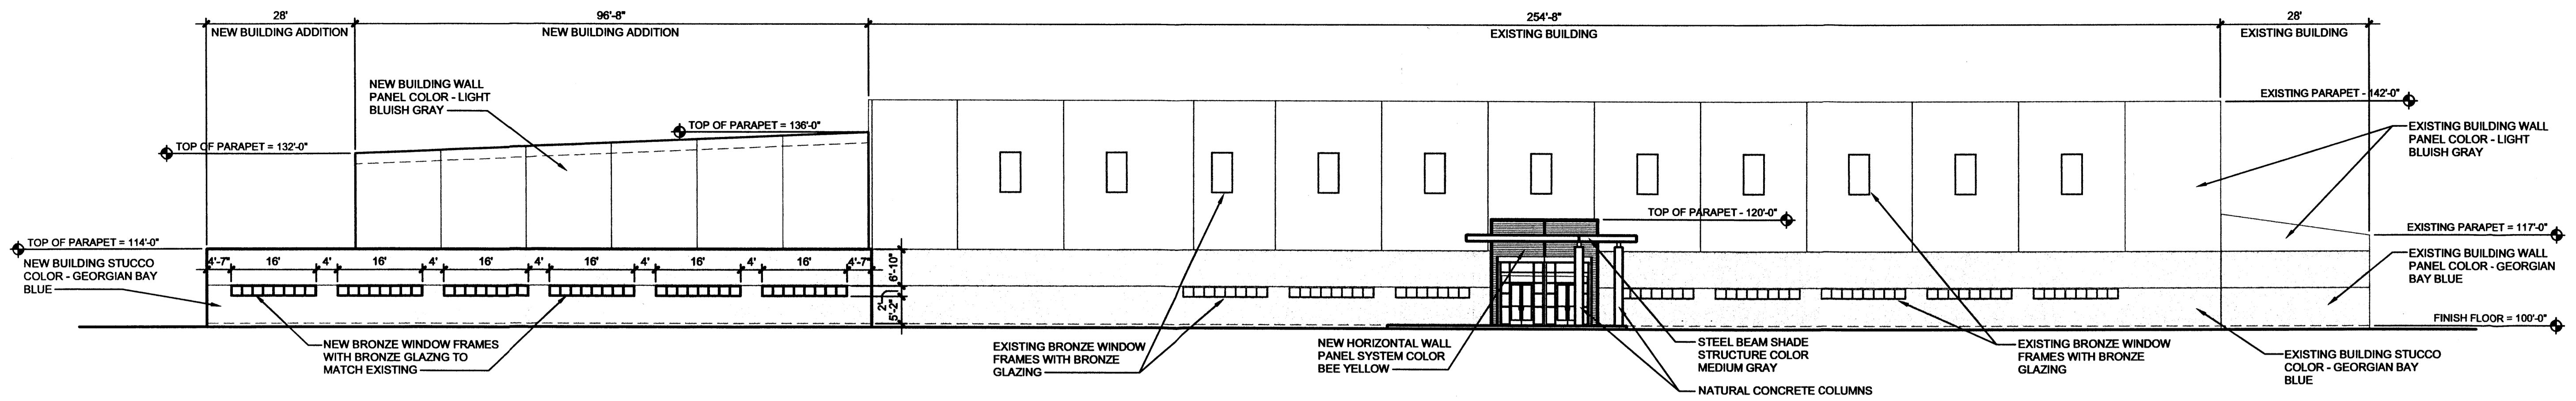 28'
96'-8"
254'-8"
28'
NEW BUILDING ADDITION
NEW BUILDING ADDITION
EXISTING BUILDING
EXISTING BUILDING
NEW BUILDING WALL
PANEL COLOR - LIGHT
BLUISH GRAY
EXISTING PARAPET - 142'-0"
TOP OF PARAPET = 136'-0"
TOP OF PARAPET = 132'-0"
EXISTING BUILDING WALL
PANEL COLOR - LIGHT
BLUISH GRAY
TOP OF PARAPET - 120'-0"
EXISTING PARAPET = 117'-0"
TOP OF PARAPET = 114'-0"
NEW BUILDING STUCCO
COLOR - GEORGIAN BAY
BLUE
4'-7"
16'
4'
16'
4'
16'
4'
16'
4'
16'
4'
16'
4'-7"
6'-10"
2'
5'-2"
EXISTING BUILDING WALL
PANEL COLOR - GEORGIAN
BAY BLUE
FINISH FLOOR = 100'-0"
NEW BRONZE WINDOW FRAMES
WITH BRONZE GLAZNG TO
MATCH EXISTING
EXISTING BRONZE WINDOW
FRAMES WITH BRONZE
GLAZING
NEW HORIZONTAL WALL
PANEL SYSTEM COLOR
BEE YELLOW
STEEL BEAM SHADE
STRUCTURE COLOR
MEDIUM GRAY
NATURAL CONCRETE COLUMNS
EXISTING BRONZE WINDOW
FRAMES WITH BRONZE
GLAZING
EXISTING BUILDING STUCCO
COLOR - GEORGIAN BAY
BLUE